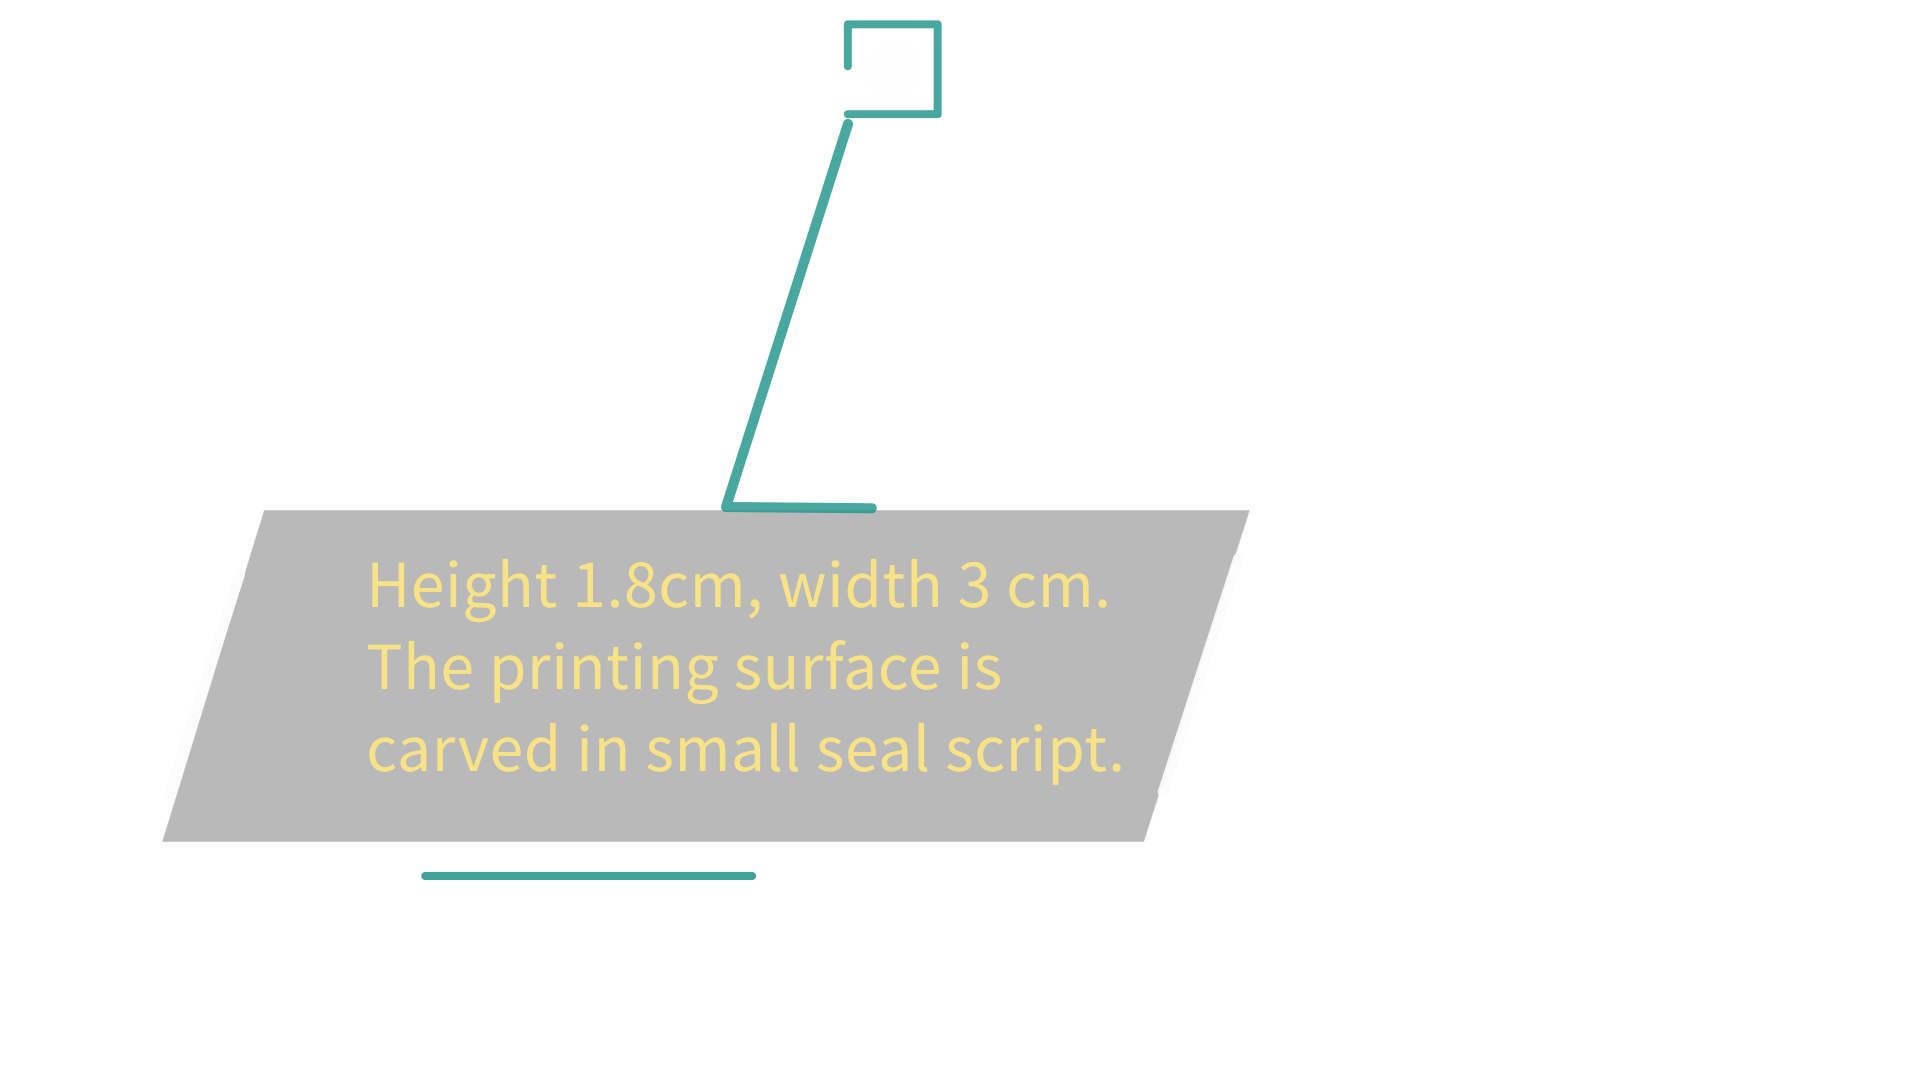 Height 1.8cm, width 3 cm.
The printing surface is
carved in small seal script.